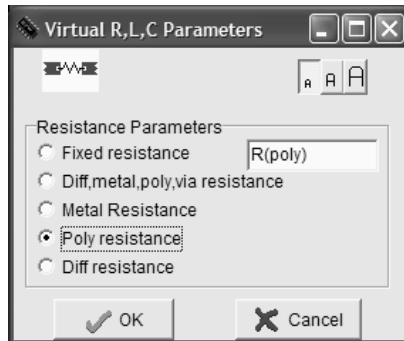 Virtual R,L,C Parameters
A A A
Resistance Parameters
Fixed resistance R(poly)
Diff,metal,poly,via resistance
Metal Resistance
Poly resistance
Diff resistance
OK Cancel